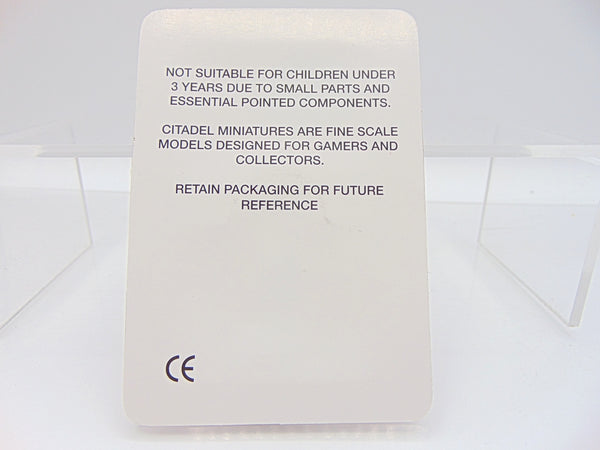 NOT SUITABLE FOR CHILDREN UNDER
3 YEARS DUE TO SMALL PARTS AND
ESSENTIAL POINTED COMPONENTS.
CITADEL MINIATURES ARE FINE SCALE
MODELS DESIGNED FOR GAMERS AND
COLLECTORS.
RETAIN PACKAGING FOR FUTURE
REFERENCE
CE